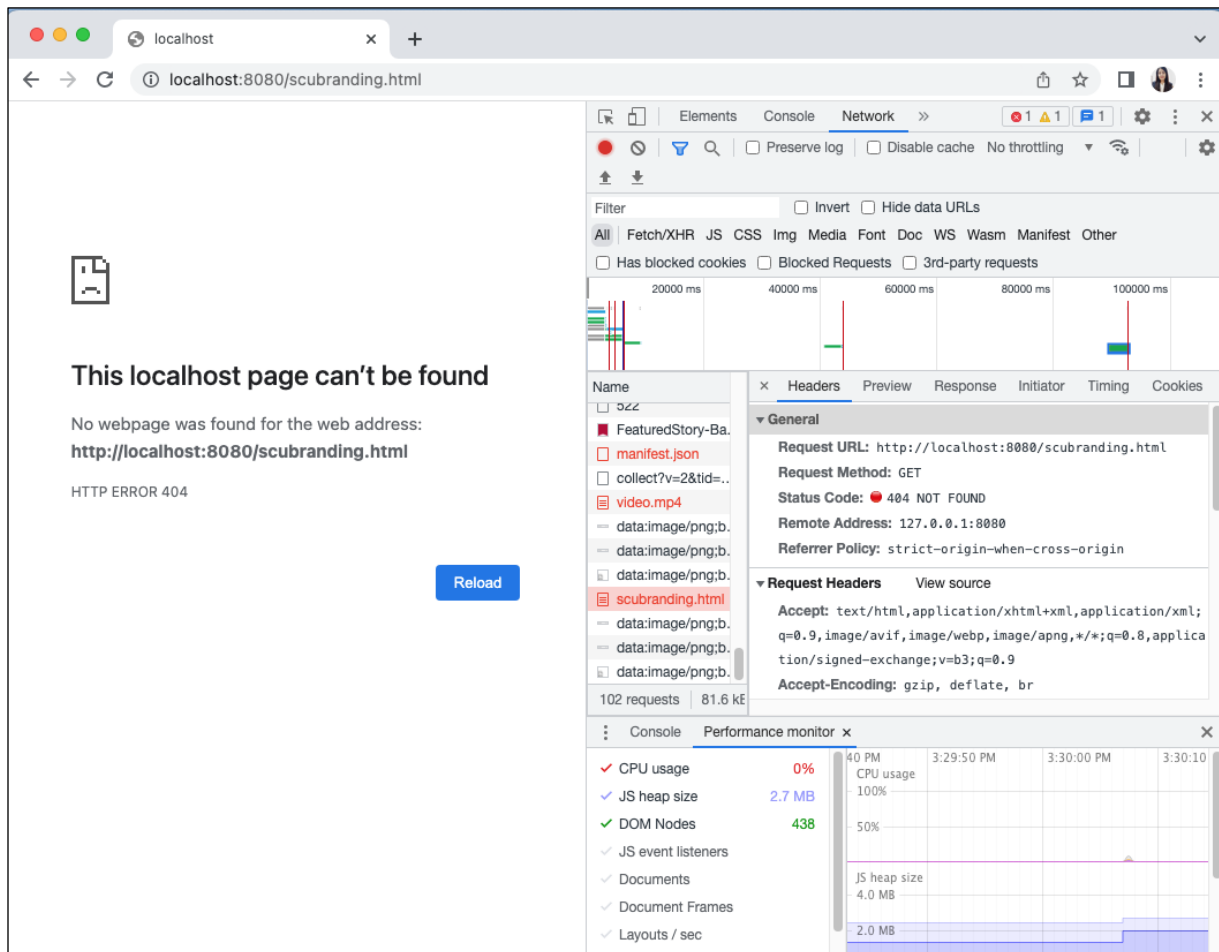 localhost
localhost:8080/scubranding.html
This localhost page can't be found
No webpage was found for the web address:
http://localhost:8080/scubranding.html
HTTP ERROR 404
Reload
Elements Console Network » 1 1 1
Preserve log Disable cache No throttling
Filter Invert Hide data URLs
All Fetch/XHR JS CSS Img Media Font Doc WS Wasm Manifest Other
Has blocked cookies Blocked Requests 3rd-party requests
20000 ms 40000 ms 60000 ms 80000 ms 100000 ms
Name
522
FeaturedStory-Ba.
manifest.json
collect?v=2&tid=..
video.mp4
data:image/png;b.
data:image/png;b.
data:image/png;b.
scubranding.html
data:image/png;b.
data:image/png;b.
data:image/png;b.
102 requests 81.6 kE
Headers Preview Response Initiator Timing Cookies
General
Request URL: http://localhost:8080/scubranding.html
Request Method: GET
Status Code: 404 NOT FOUND
Remote Address: 127.0.0.1:8080
Referrer Policy: strict-origin-when-cross-origin
Request Headers View source
Accept: text/html,application/xhtml+xml,application/xml;
q=0.9,image/avif,image/webp,image/apng,*/*;q=0.8,applica
tion/signed-exchange;v=b3;q=0.9
Accept-Encoding: gzip, deflate, br
Console Performance monitor
CPU usage 0%
JS heap size 2.7 MB
DOM Nodes 438
JS event listeners
Documents
Document Frames
Layouts / sec
40 PM 3:29:50 PM 3:30:00 PM 3:30:10
CPU usage
100%
50%
JS heap size
4.0 MB
2.0 MB